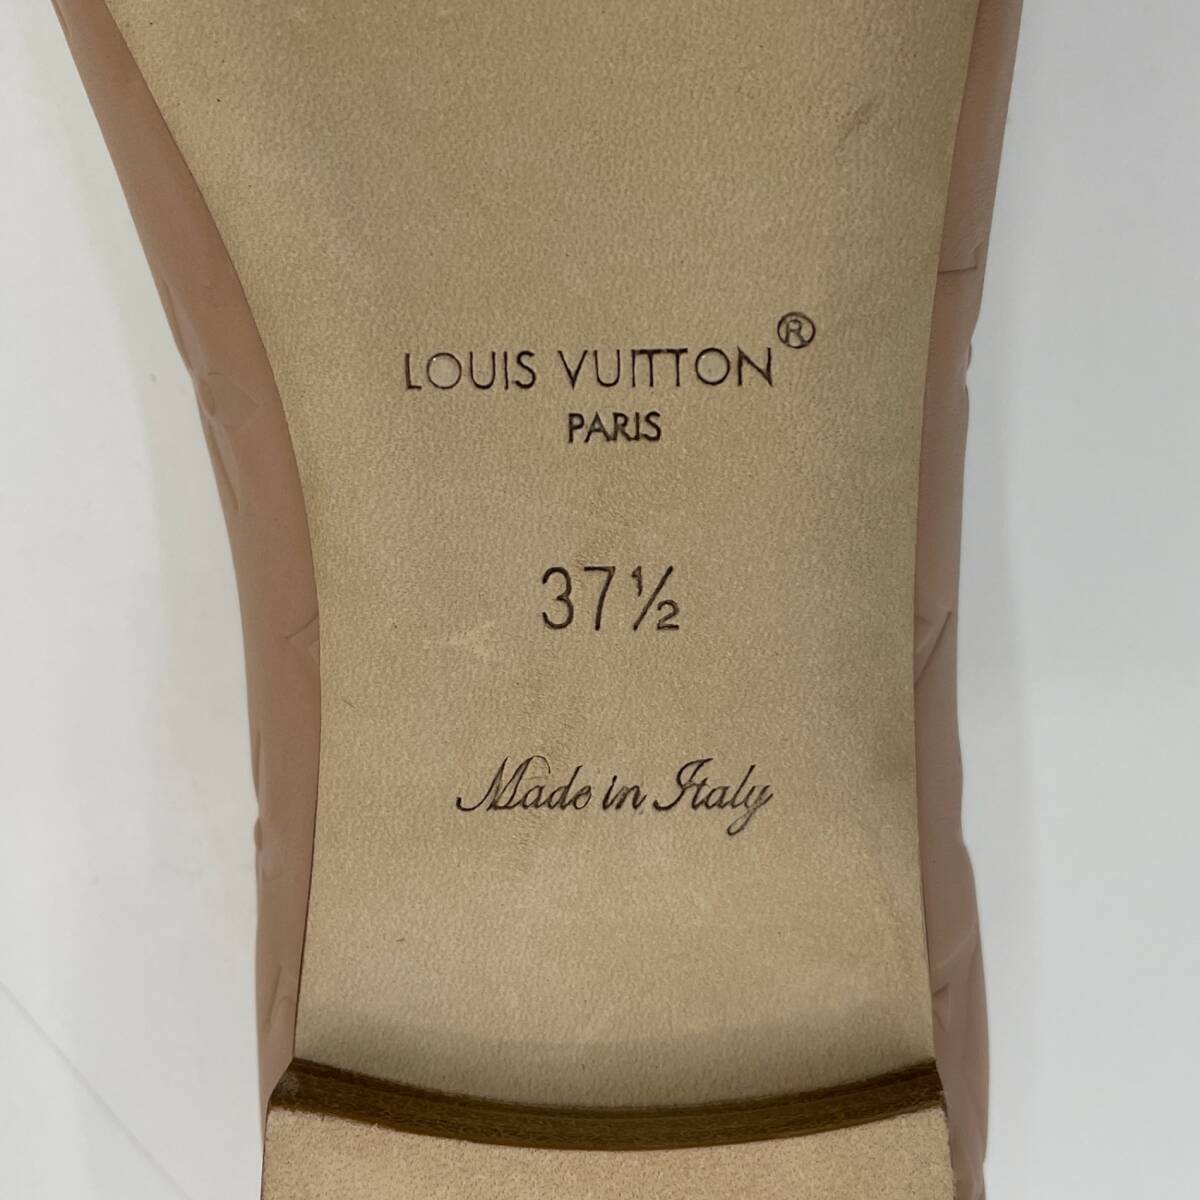 LOUIS VUITTON®
PARIS
37½
Made in Italy